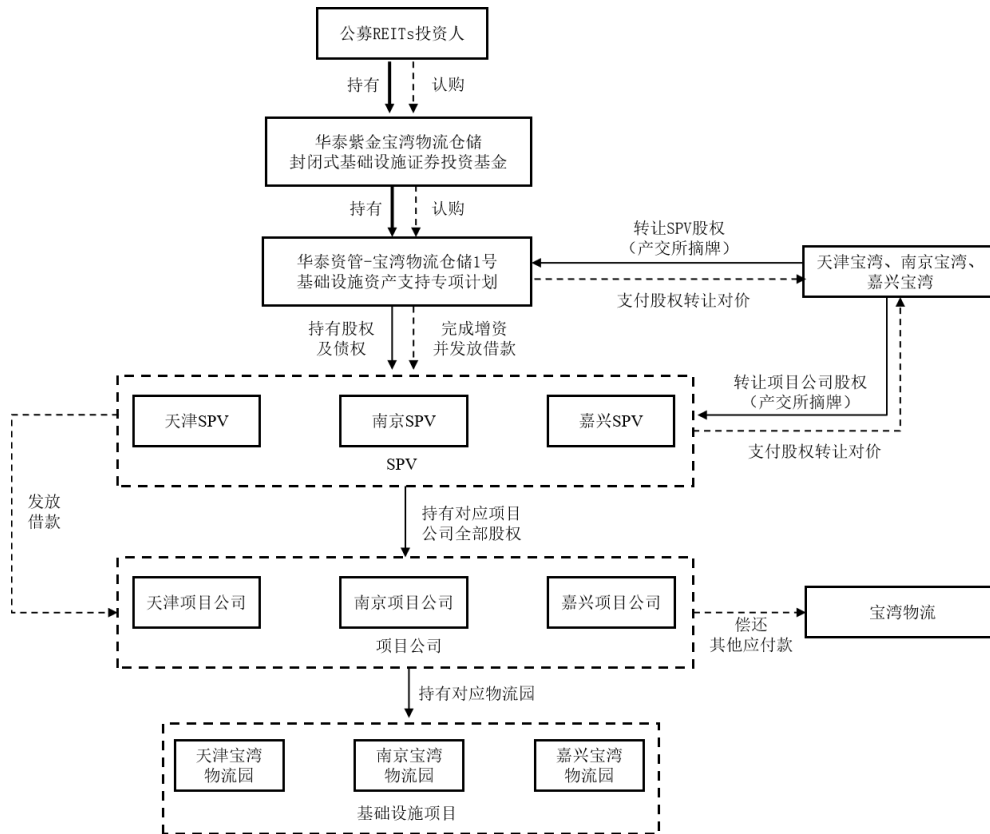 公募REITs投资人
持有
认购
华泰紫金宝湾物流仓储
封闭式基础设施证券投资基金
持有
认购
华泰资管-宝湾物流仓储1号
基础设施资产支持专项计划
转让SPV股权
（产交所摘牌）
支付股权转让对价
天津宝湾、南京宝湾、
嘉兴宝湾
持有股权
及债权
完成增资
并发放借款
转让项目公司股权
（产交所摘牌）
支付股权转让对价
天津SPV
南京SPV
嘉兴SPV
SPV
发放
借款
持有对应项目
公司全部股权
天津项目公司
南京项目公司
嘉兴项目公司
项目公司
偿还
其他应付款
宝湾物流
持有对应物流园
天津宝湾
物流园
南京宝湾
物流园
嘉兴宝湾
物流园
基础设施项目